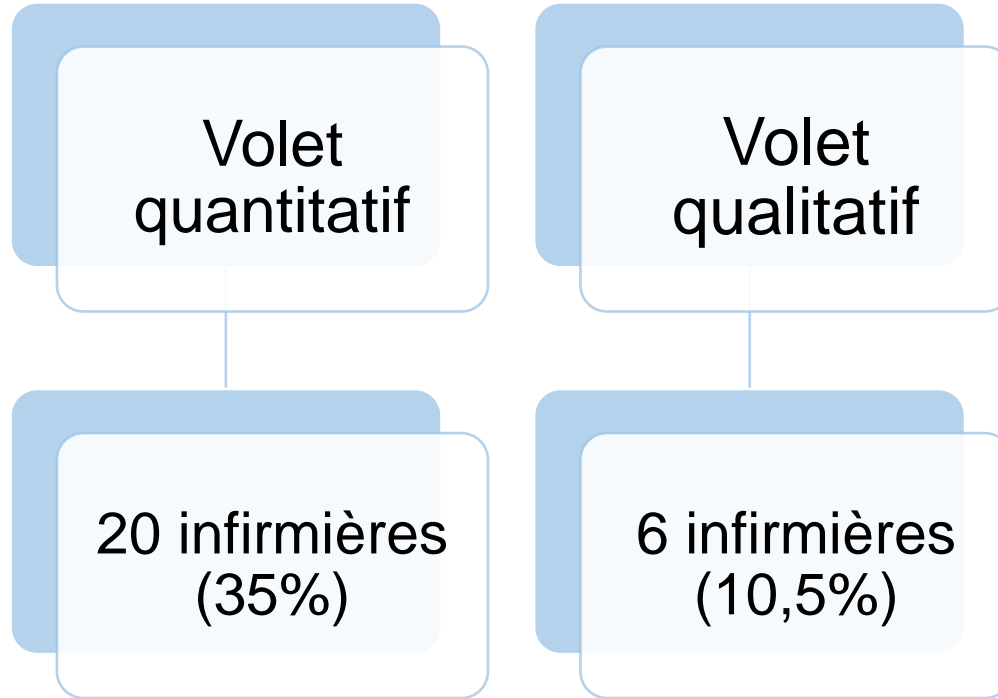 Volet
quantitatif
20 infirmières
(35%)
Volet
qualitatif
6 infirmières
(10,5%)